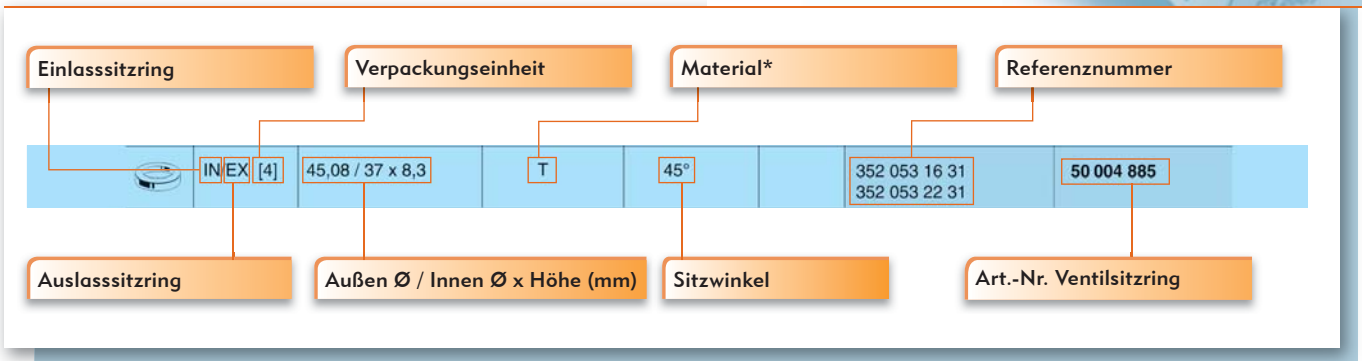 Einlasssitzring
Verpackungseinheit
Material*
Referenznummer
IN/EX [4] 45,08 / 37 x 8,3 T 45° 352 053 16 31 50 004 885
352 053 22 31
Auslasssitzring
Außen Ø / Innen Ø x Höhe (mm)
Sitzwinkel
Art.-Nr. Ventilsitzring